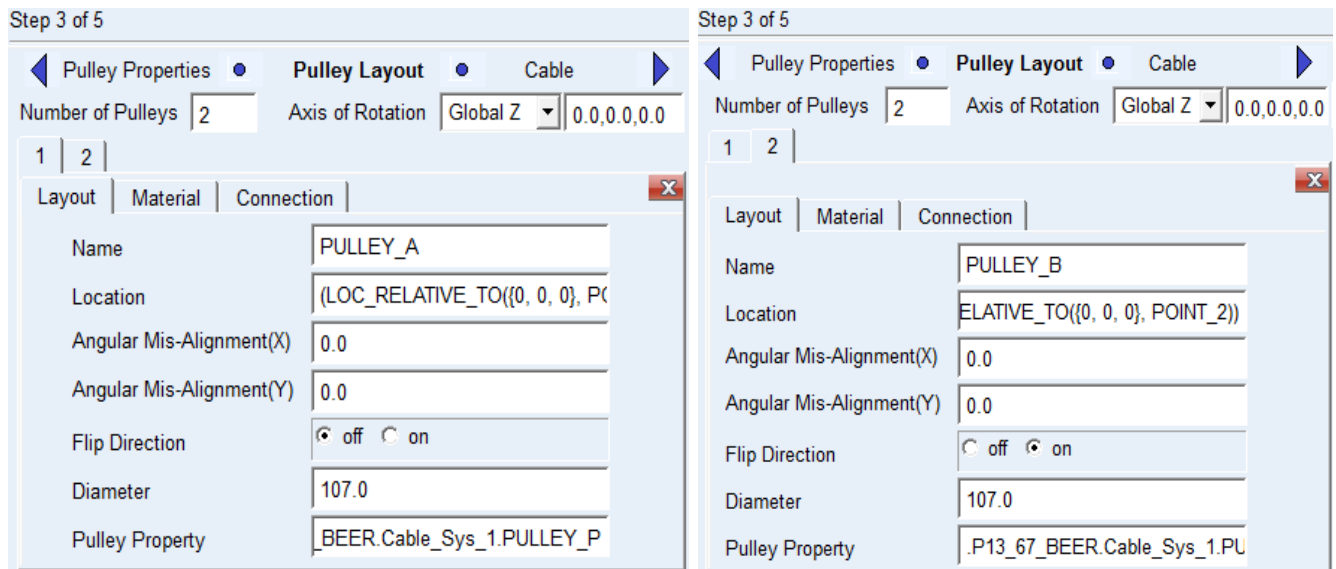 Step 3 of 5
Pulley Properties Pulley Layout Cable
Number of Pulleys 2 Axis of Rotation Global Z 0.0,0.0,0.0
1 2
Layout Material Connection
Name PULLEY_A
Location (LOC_RELATIVE_TO({0, 0, 0}, PO
Angular Mis-Alignment(X) 0.0
Angular Mis-Alignment(Y) 0.0
Flip Direction off on
Diameter 107.0
Pulley Property _BEER.Cable_Sys_1.PULLEY_P
Step 3 of 5
Pulley Properties Pulley Layout Cable
Number of Pulleys 2 Axis of Rotation Global Z 0.0,0.0,0.0
1 2
Layout Material Connection
Name PULLEY_B
Location ELATIVE_TO({0, 0, 0}, POINT_2))
Angular Mis-Alignment(X) 0.0
Angular Mis-Alignment(Y) 0.0
Flip Direction off on
Diameter 107.0
Pulley Property .P13_67_BEER.Cable_Sys_1.PU